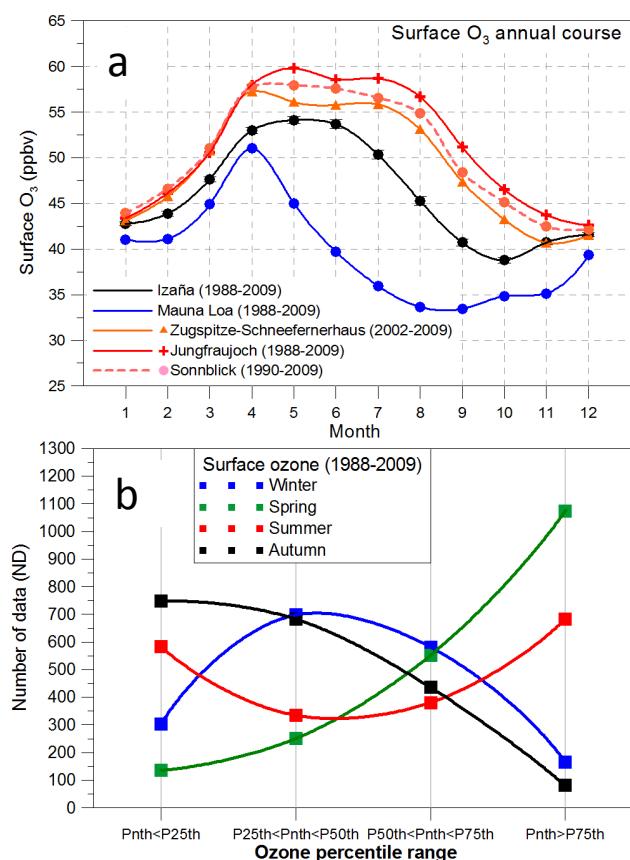 Surface O3 annual course
a
65
60
55
50
45
40
35
30
25
Surface O3 (ppbv)
Izaña (1988-2009)
Mauna Loa (1988-2009)
Zugspitze-Schneefernerhaus (2002-2009)
Jungfraujoch (1988-2009)
Sonnblick (1990-2009)
1 2 3 4 5 6 7 8 9 10 11 12
Month
b
1300
1200
1100
1000
900
800
700
600
500
400
300
200
100
0
Number of data (ND)
Surface ozone (1988-2009)
Winter
Spring
Summer
Autumn
Pnth<P25th P25th<Pnth<P50th P50th<Pnth<P75th Pnth>P75th
Ozone percentile range